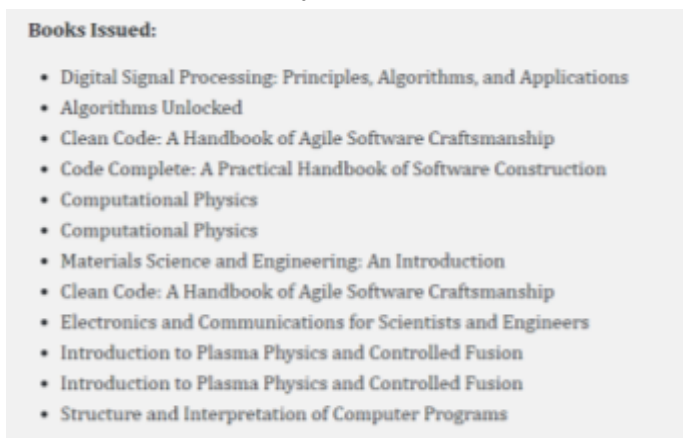 Books Issued:
• Digital Signal Processing: Principles, Algorithms, and Applications
• Algorithms Unlocked
• Clean Code: A Handbook of Agile Software Craftsmanship
• Code Complete: A Practical Handbook of Software Construction
• Computational Physics
• Computational Physics
• Materials Science and Engineering: An Introduction
• Clean Code: A Handbook of Agile Software Craftsmanship
• Electronics and Communications for Scientists and Engineers
• Introduction to Plasma Physics and Controlled Fusion
• Introduction to Plasma Physics and Controlled Fusion
• Structure and Interpretation of Computer Programs